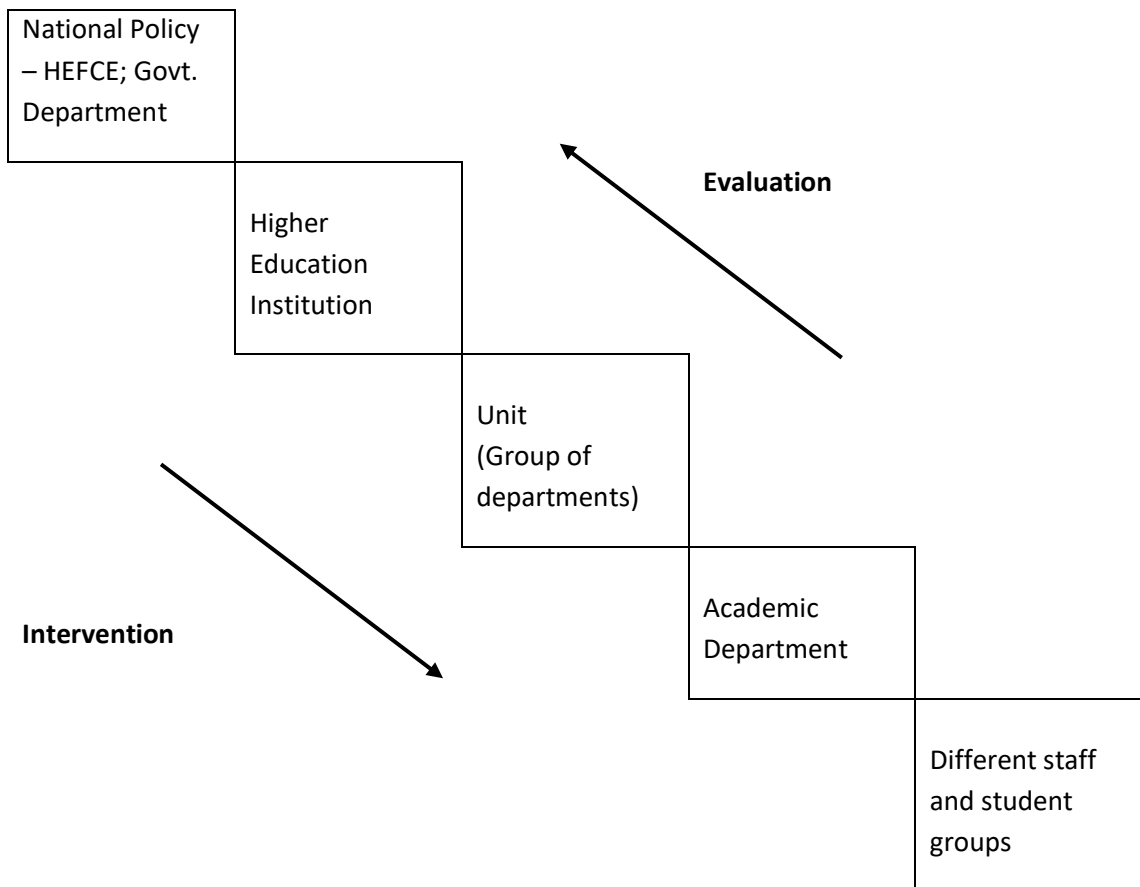 National Policy
– HEFCE; Govt.
Department
Evaluation
Higher
Education
Institution
Unit
(Group of
departments)
Intervention
Academic
Department
Different staff
and student
groups